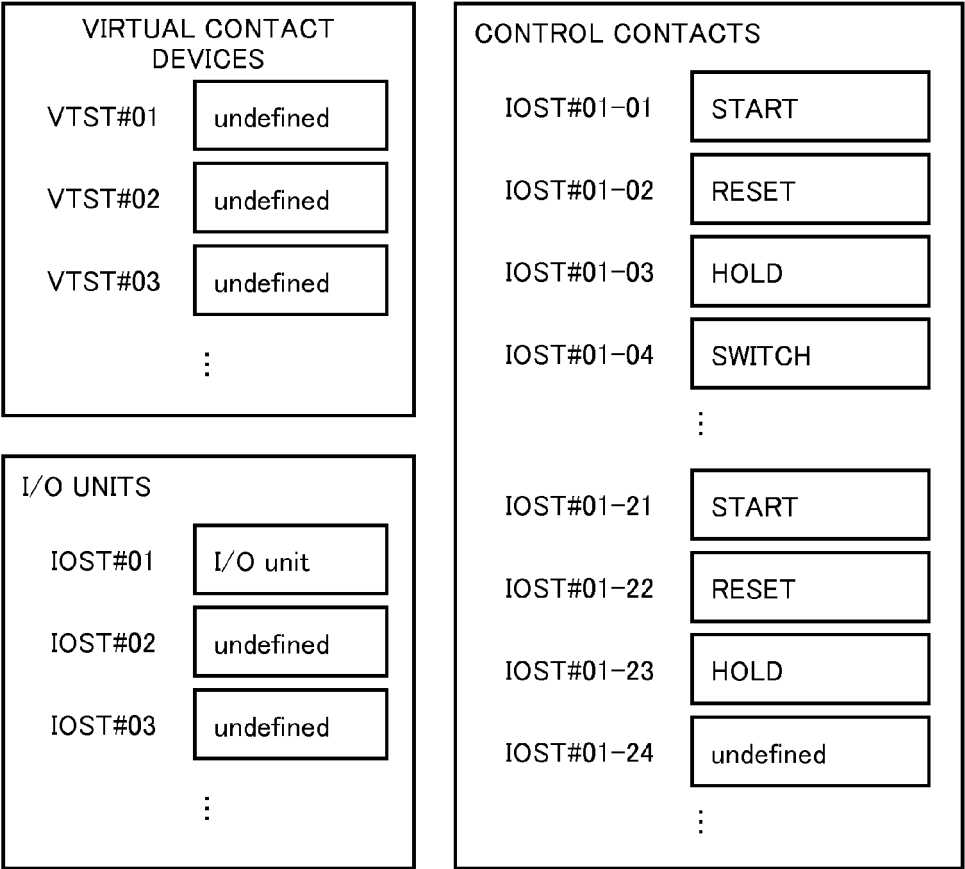 VIRTUAL CONTACT
DEVICES
VTST#01 undefined
VTST#02 undefined
VTST#03 undefined
⋮
I/O UNITS
IOST#01 I/O unit
IOST#02 undefined
IOST#03 undefined
⋮
CONTROL CONTACTS
IOST#01-01 START
IOST#01-02 RESET
IOST#01-03 HOLD
IOST#01-04 SWITCH
⋮
IOST#01-21 START
IOST#01-22 RESET
IOST#01-23 HOLD
IOST#01-24 undefined
⋮